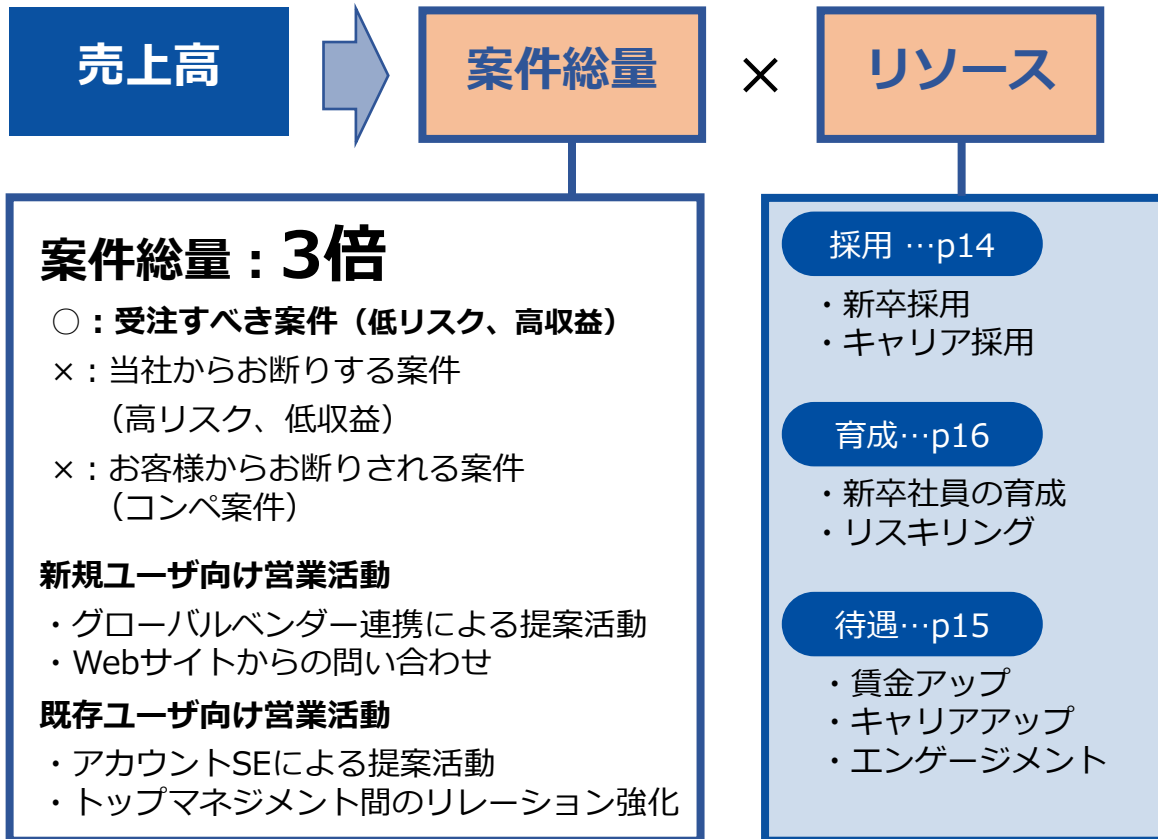 売上高
案件総量
×
リソース
案件総量：3倍
○：受注すべき案件（低リスク、高収益）
×：当社からお断りする案件
（高リスク、低収益）
×：お客様からお断りされる案件
（コンペ案件）
新規ユーザ向け営業活動
・グローバルベンダー連携による提案活動
・Webサイトからの問い合わせ
既存ユーザ向け営業活動
・アカウントSEによる提案活動
・トップマネジメント間のリレーション強化
採用 …p14
・新卒採用
・キャリア採用
育成…p16
・新卒社員の育成
・リスキリング
待遇…p15
・賃金アップ
・キャリアアップ
・エンゲージメント